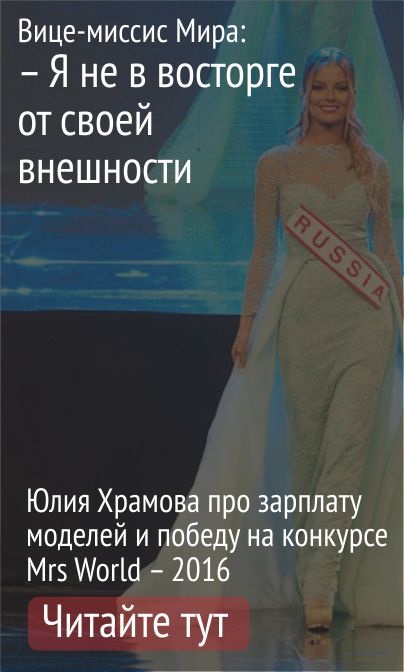 Вице-миссис Мира:
– Я не в восторге
от своей
внешности
RUSSIA
Юлия Храмова про зарплату
моделей и победу на конкурсе
Mrs World – 2016
Читайте тут